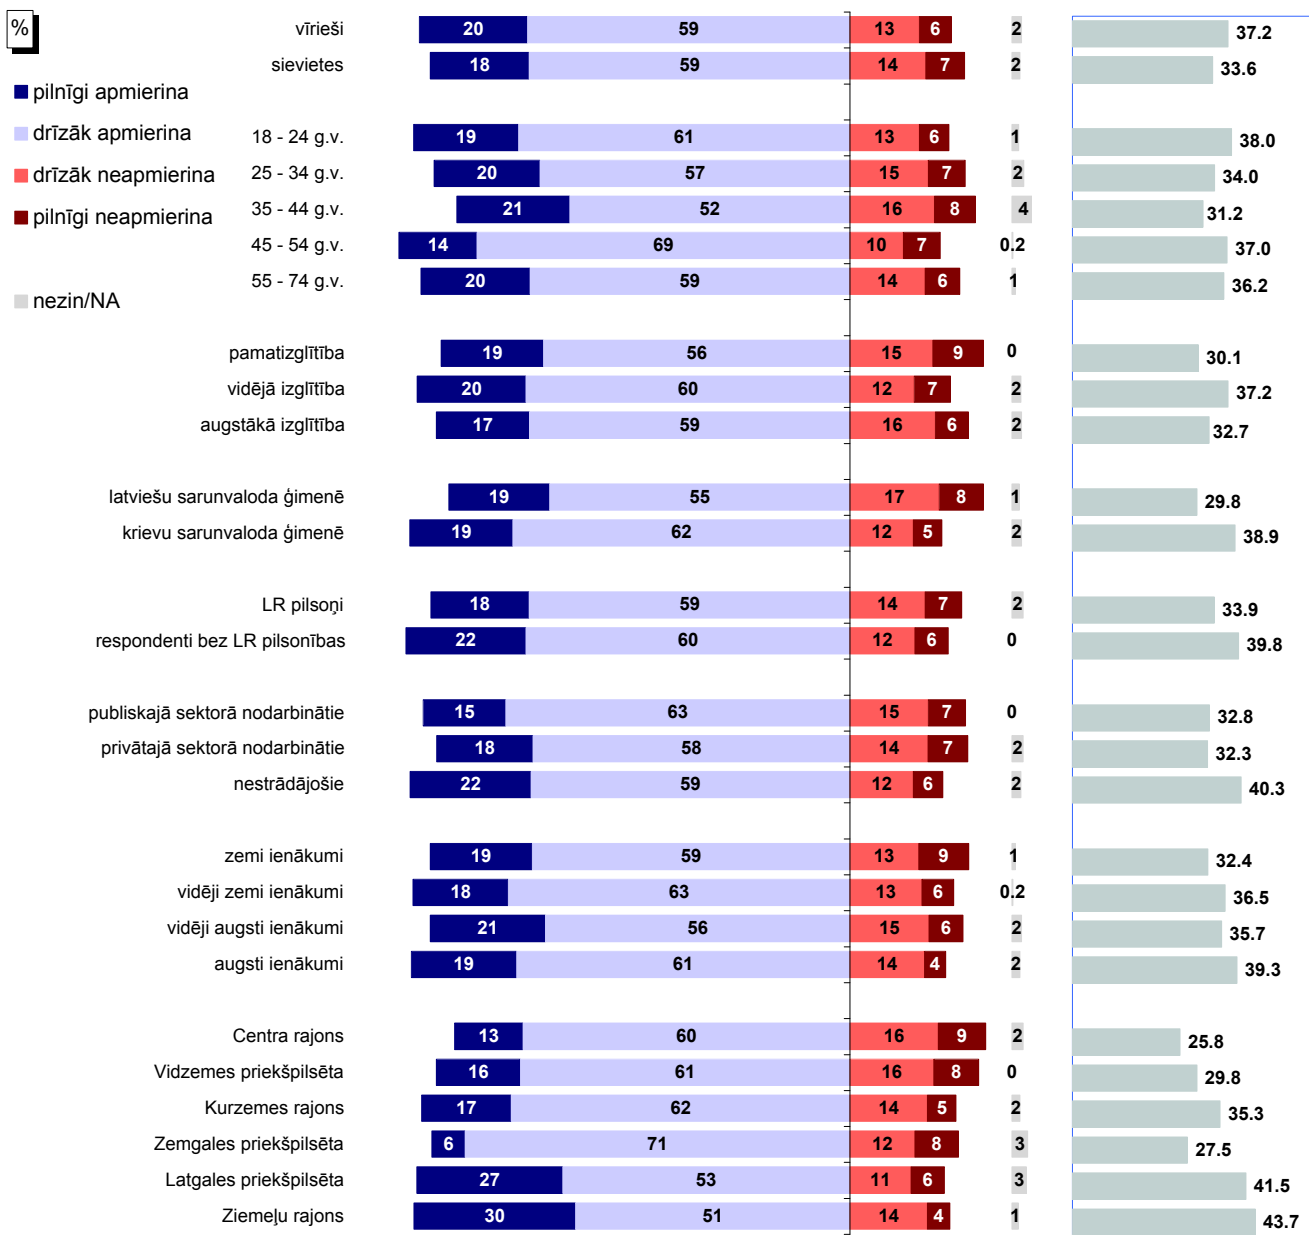 %
pilnīgi apmierina
drīzāk apmierina
drīzāk neapmierina
pilnīgi neapmierina
nezin/NA
vīrieši 20 59 13 6 2 37.2
sievietes 18 59 14 7 2 33.6
18 - 24 g.v. 19 61 13 6 1 38.0
25 - 34 g.v. 20 57 15 7 2 34.0
35 - 44 g.v. 21 52 16 8 4 31.2
45 - 54 g.v. 14 69 10 7 0.2 37.0
55 - 74 g.v. 20 59 14 6 1 36.2
pamatizglītība 19 56 15 9 0 30.1
vidējā izglītība 20 60 12 7 2 37.2
augstākā izglītība 17 59 16 6 2 32.7
latviešu sarunvaloda ģimenē 19 55 17 8 1 29.8
krievu sarunvaloda ģimenē 19 62 12 5 2 38.9
LR pilsoņi 18 59 14 7 2 33.9
respondenti bez LR pilsonības 22 60 12 6 0 39.8
publiskajā sektorā nodarbinātie 15 63 15 7 0 32.8
privātajā sektorā nodarbinātie 18 58 14 7 2 32.3
nestrādājošie 22 59 12 6 2 40.3
zemi ienākumi 19 59 13 9 1 32.4
vidēji zemi ienākumi 18 63 13 6 0.2 36.5
vidēji augsti ienākumi 21 56 15 6 2 35.7
augsti ienākumi 19 61 14 4 2 39.3
Centra rajons 13 60 16 9 2 25.8
Vidzemes priekšpilsēta 16 61 16 8 0 29.8
Kurzemes rajons 17 62 14 5 2 35.3
Zemgales priekšpilsēta 6 71 12 8 3 27.5
Latgales priekšpilsēta 27 53 11 6 3 41.5
Ziemeļu rajons 30 51 14 4 1 43.7